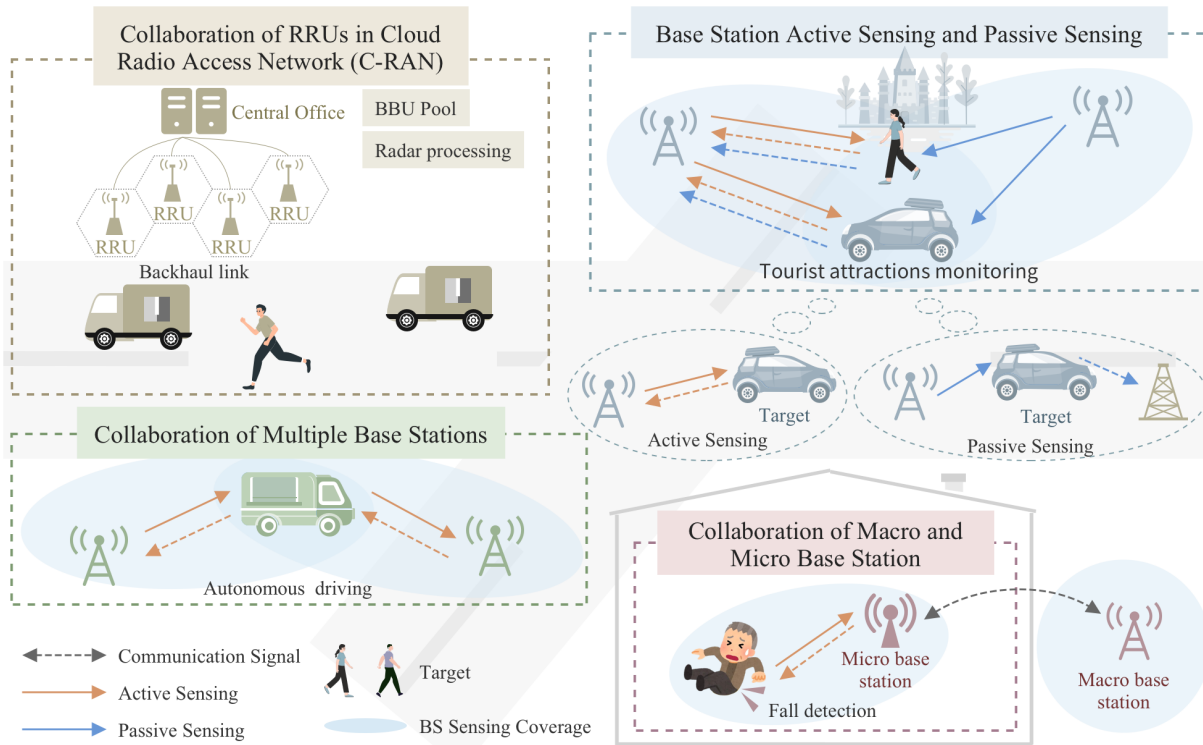 Collaboration of RRUs in Cloud
Radio Access Network (C-RAN)
Central Office
BBU Pool
Radar processing
RRU
RRU
RRU
RRU
Backhaul link
Base Station Active Sensing and Passive Sensing
Tourist attractions monitoring
Target
Active Sensing
Target
Passive Sensing
Collaboration of Multiple Base Stations
Autonomous driving
Collaboration of Macro and
Micro Base Station
Micro base
station
Fall detection
Macro base
station
Communication Signal
Active Sensing
Passive Sensing
Target
BS Sensing Coverage